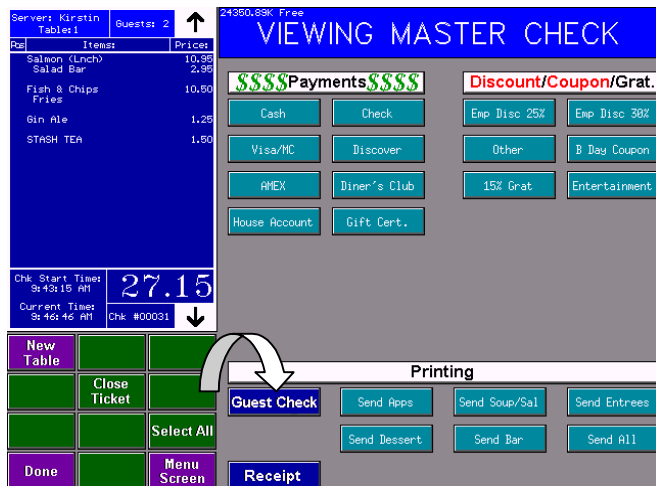 Server: Kirstin
Table:1
Guests: 2
24350.89K Free
VIEWING MASTER CHECK
Pos Items: Price:
Salmon (Lnch) 10.95
Salad Bar 2.95
Fish & Chips 10.50
Fries
Gin Ale 1.25
STASH TEA 1.50
$$$$Payments$$$$
Discount/Coupon/Grat.
Cash
Check
Emp Disc 25%
Emp Disc 30%
Visa/MC
Discover
Other
B Day Coupon
AMEX
Diner's Club
15% Grat
Entertainment
House Account
Gift Cert.
Chk Start Time:
9:43:15 AM
27.15
Current Time:
9:46:46 AM
Chk #00031
New
Table
Close
Ticket
Select All
Done
Menu
Screen
Printing
Guest Check
Send Apps
Send Soup/Sal
Send Entrees
Send Dessert
Send Bar
Send All
Receipt